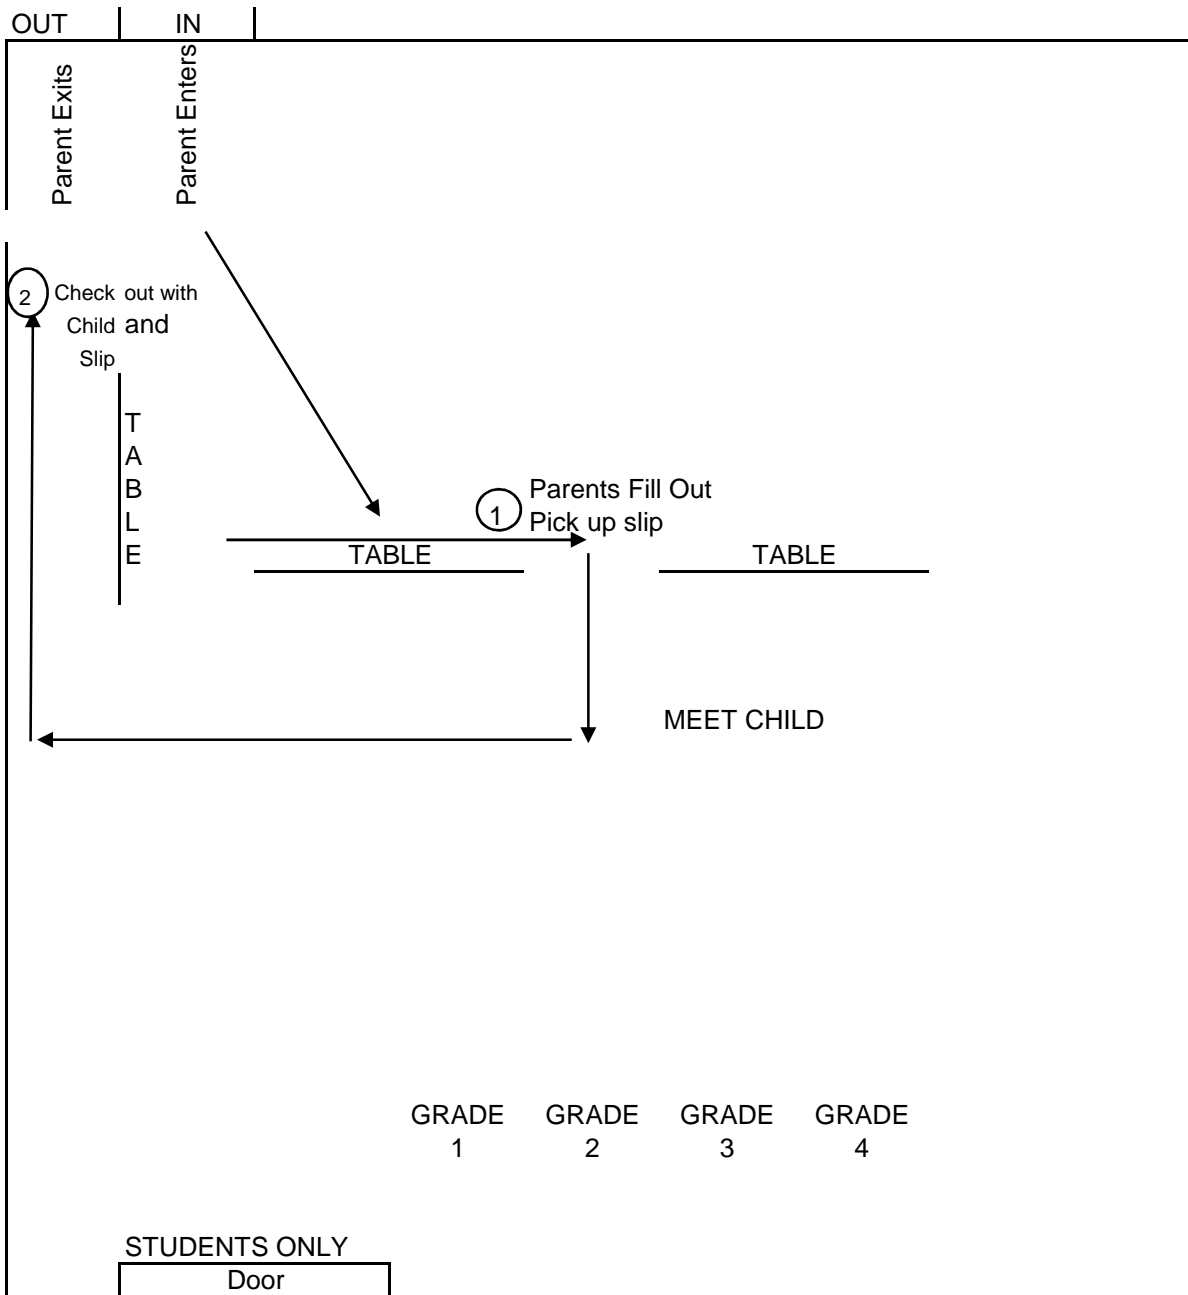 OUT IN
Parent Exits
Parent Enters
2 Check out with
Child and
Slip
T
A
B
L
E
1 Parents Fill Out
Pick up slip
TABLE TABLE
MEET CHILD
GRADE GRADE GRADE GRADE
1 2 3 4
STUDENTS ONLY
Door